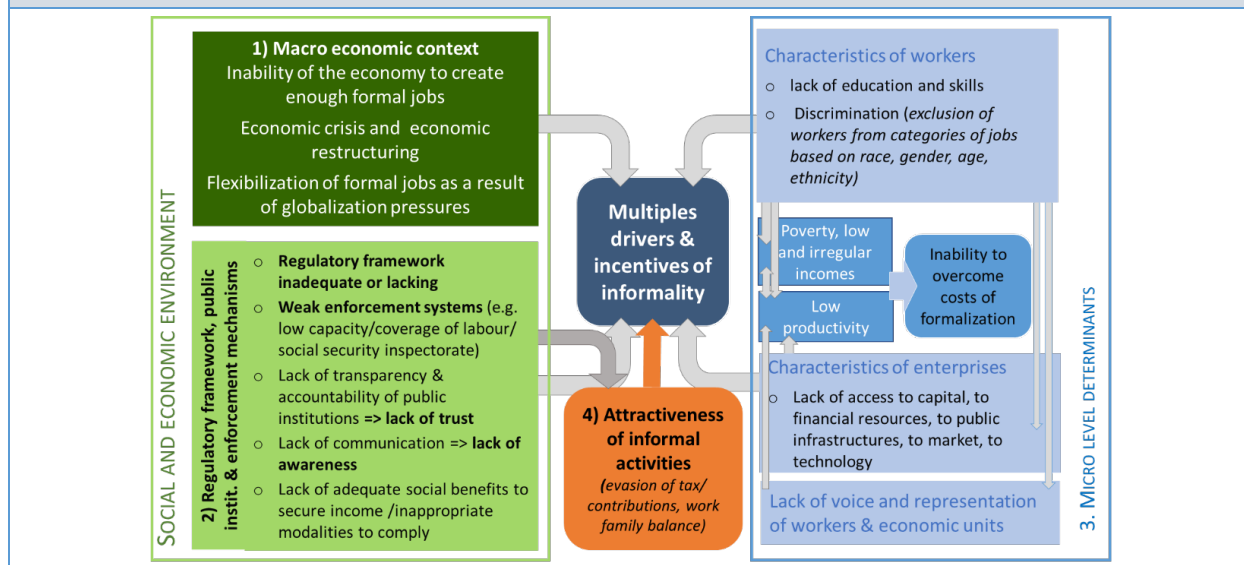 SOCIAL AND ECONOMIC ENVIRONMENT
1) Macro economic context
Inability of the economy to create
enough formal jobs
Economic crisis and economic
restructuring
Flexibilization of formal jobs as a result
of globalization pressures
2) Regulatory framework, public
instit. & enforcement mechanisms
o Regulatory framework
inadequate or lacking
o Weak enforcement systems (e.g.
low capacity/coverage of labour/
social security inspectorate)
o Lack of transparency &
accountability of public
institutions => lack of trust
o Lack of communication => lack of
awareness
o Lack of adequate social benefits to
secure income /inappropriate
modalities to comply
Multiples
drivers &
incentives of
informality
4) Attractiveness
of informal
activities
(evasion of tax/
contributions, work
family balance)
Characteristics of workers
o lack of education and skills
o Discrimination (exclusion of
workers from categories of jobs
based on race, gender, age,
ethnicity)
Poverty, low
and irregular
incomes
Low
productivity
Inability to
overcome
costs of
formalization
Characteristics of enterprises
o Lack of access to capital, to
financial resources, to public
infrastructures, to market, to
technology
Lack of voice and representation
of workers & economic units
3. MICRO LEVEL DETERMINANTS